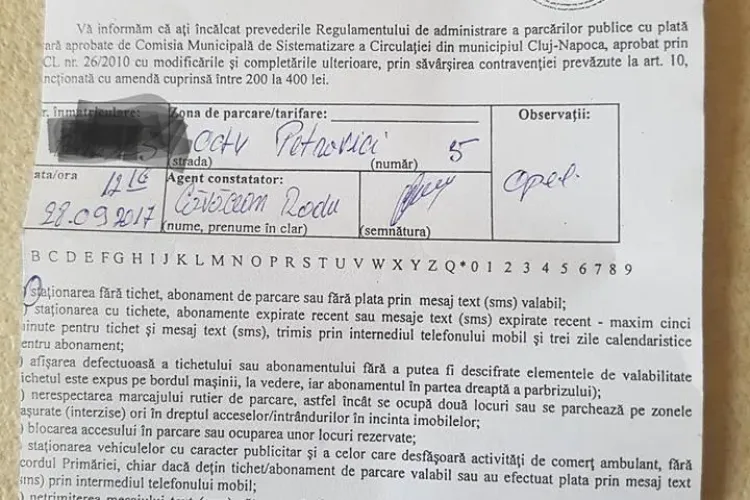 Vă informăm că ați încălcat prevederile Regulamentului de administrare a parcărilor publice cu plată
ară aprobate de Comisia Municipală de Sistematizare a Circulației din municipiul Cluj-Napoca, aprobat prin
CL nr. 26/2010 cu modificările și completările ulterioare, prin săvârșirea contravenției prevăzute la art. 10,
ncționată cu amendă cuprinsă între 200 la 400 lei.
r. înmatriculare: Zona de parcare/tarifare: Observații:
Octv Petrovici 5
(strada) (număr)
ata/ora Agent constatator: opel.
28.09.2017 Radu
(nume, prenume în clar) (semnătura)
B C D E F G H I J K L M N O P R S T U V W X Y Z Q * 0 1 2 3 4 5 6 7 8 9
staționarea fără tichet, abonament de parcare sau fără plata prin mesaj text (sms) valabil;
) staționarea cu tichete, abonamente expirate recent sau mesaje text (sms) expirate recent - maxim cinci
inute pentru tichet și mesaj text (sms), trimis prin intermediul telefonului mobil și trei zile calendaristice
entru abonament;
) afișarea defectuoasă a tichetului sau abonamentului fără a putea fi descifrate elementele de valabilitate
ichetul este expus pe bordul mașinii, la vedere, iar abonamentul în partea dreaptă a parbrizului);
) nerespectarea marcajului rutier de parcare, astfel încât se ocupă două locuri sau se parchează pe zonele
așurate (interzise) ori în dreptul acceselor/intrândurilor în incinta imobilelor;
) blocarea accesului în parcare sau ocuparea unor locuri rezervate;
) staționarea vehiculelor cu caracter publicitar și a celor care desfășoară activități de comerț ambulant, fără
cordul Primăriei, chiar dacă dețin tichet/abonament de parcare valabil sau au efectuat plata prin mesaj text
ms) prin intermediul telefonului mobil;